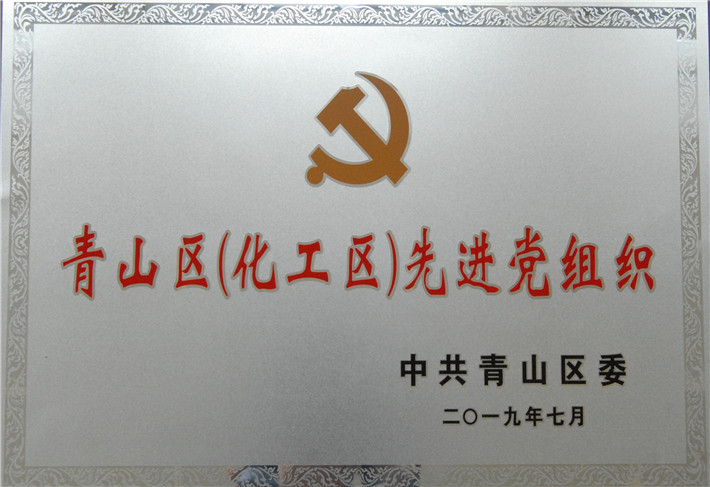 青山区(化工区)先进党组织
中共青山区委
二〇一九年七月